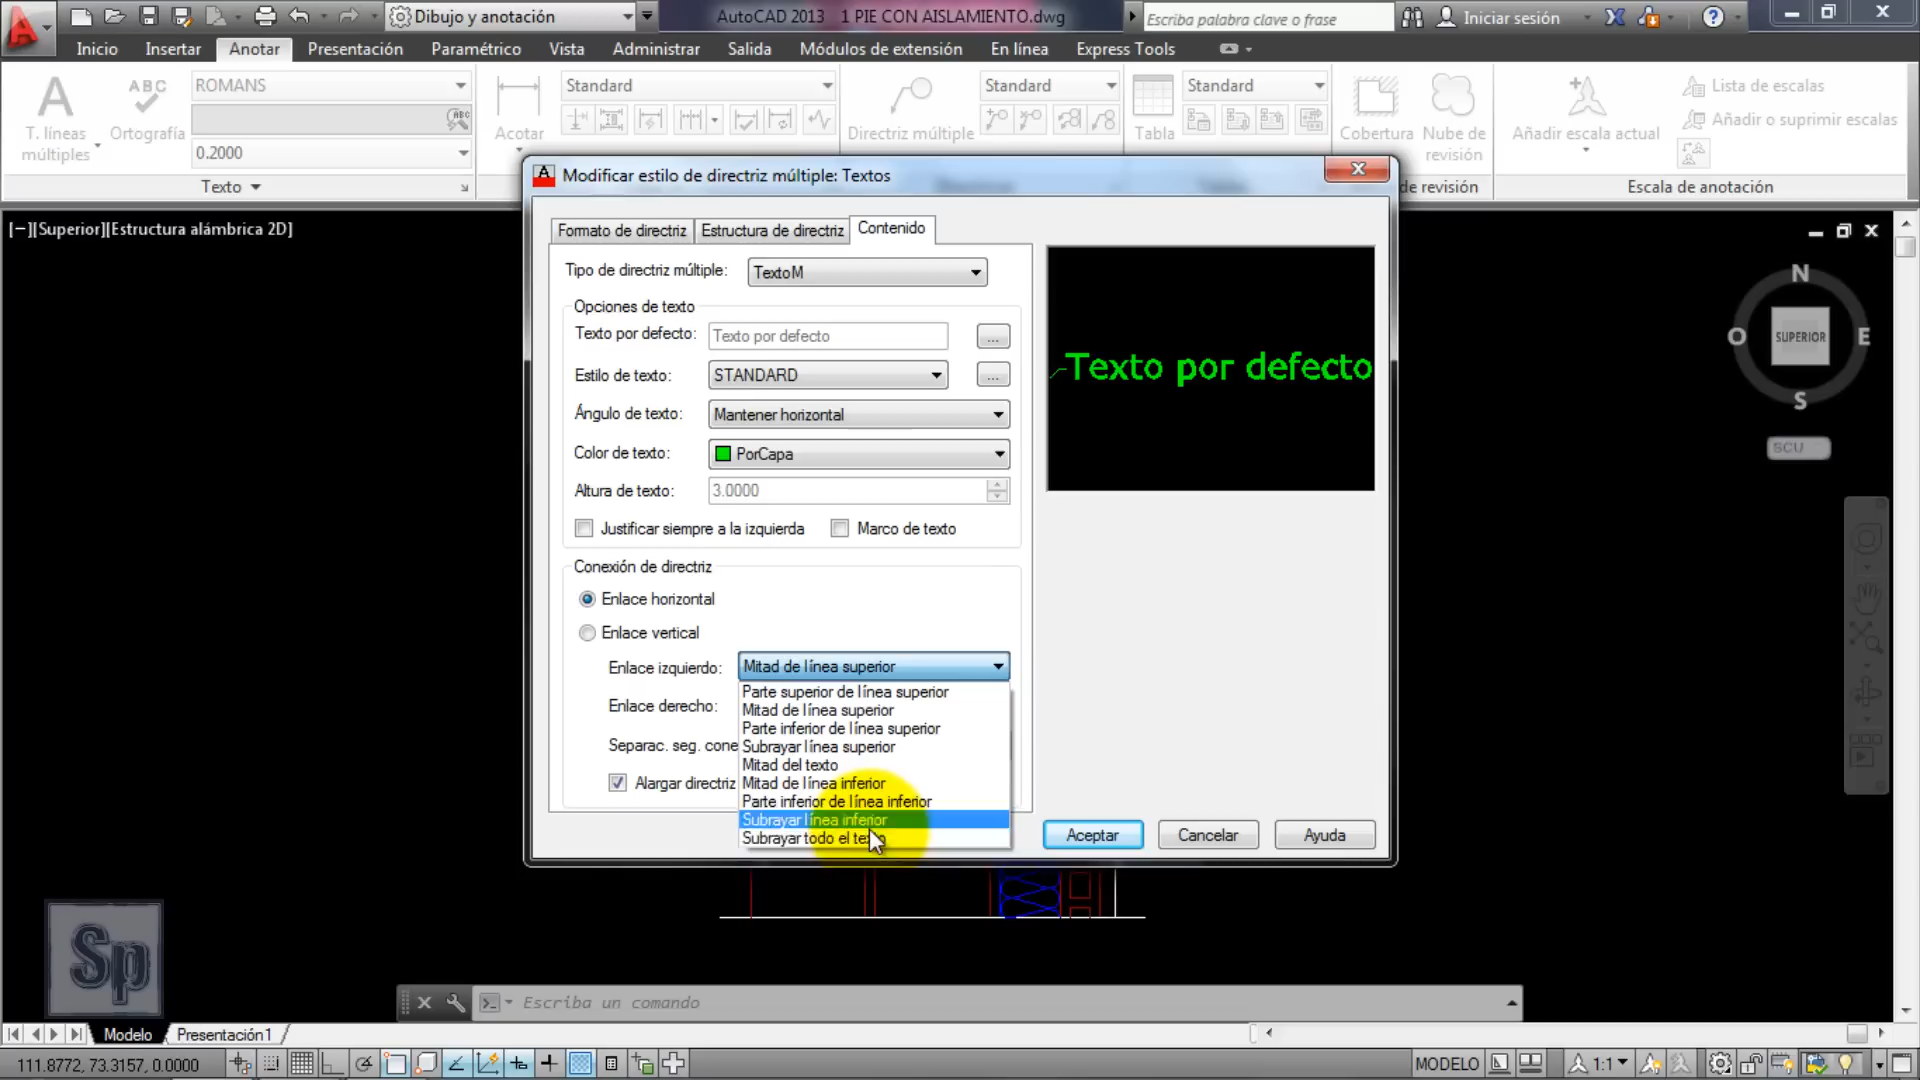 Dibujo y anotación
AutoCAD 2013 1 PIE CON AISLAMIENTO.dwg
Escriba palabra clave o frase
Iniciar sesión
Inicio Insertar Anotar Presentación Paramétrico Vista Administrar Salida Módulos de extensión En línea Express Tools
A ABC ROMANS
Standard Standard Standard
Lista de escalas
T. líneas múltiples
Ortografía
Acotar
Directriz múltiple
Tabla
Cobertura
Nube de revisión
Añadir escala actual
Añadir o suprimir escalas
0.2000
Texto
de revisión
Escala de anotación
Modificar estilo de directriz múltiple: Textos
[−][Superior][Estructura alámbrica 2D]
Formato de directriz Estructura de directriz Contenido
Tipo de directriz múltiple: TextoM
Opciones de texto
Texto por defecto: Texto por defecto ...
Estilo de texto: STANDARD ...
Ángulo de texto: Mantener horizontal
Color de texto: PorCapa
Altura de texto: 3.0000
Justificar siempre a la izquierda Marco de texto
Conexión de directriz
Enlace horizontal
Enlace vertical
Enlace izquierdo: Mitad de línea superior
Parte superior de línea superior
Enlace derecho: Mitad de línea superior
Parte inferior de línea superior
Separac. seg. cone Subrayar línea superior
Mitad del texto
Alargar directriz Mitad de línea inferior
Parte inferior de línea inferior
Subrayar línea inferior
Subrayar todo el texto
Texto por defecto
Aceptar Cancelar Ayuda
N
O SUPERIOR E
S
SCU
Sp
Escriba un comando
Modelo Presentación1
111.8772, 73.3157, 0.0000
MODELO
1:1